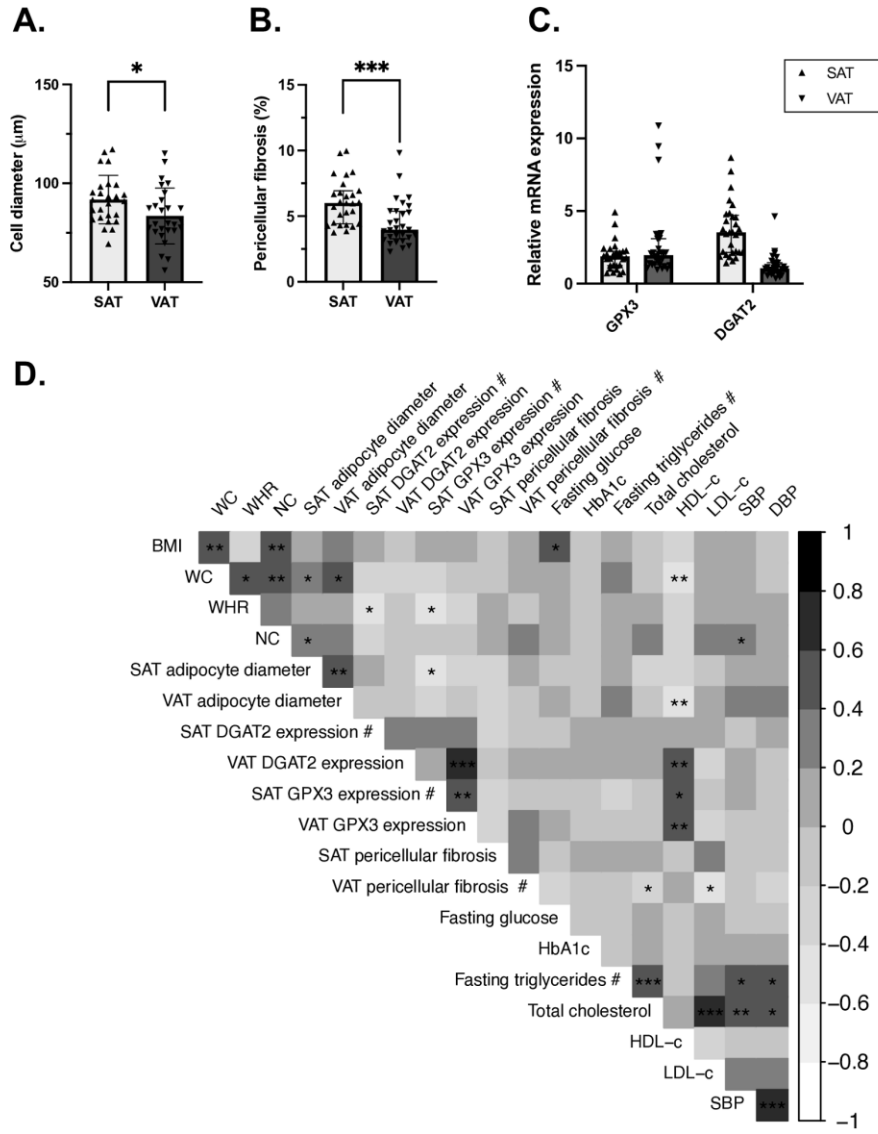 A.
B.
C.
*
150
100
50
Cell diameter (μm)
SAT
VAT
***
15
10
5
0
Pericellular fibrosis (%)
SAT
VAT
▲ SAT
▼ VAT
15
10
5
0
Relative mRNA expression
GPX3
DGAT2
D.
WC
WHR
NC
SAT adipocyte diameter
VAT adipocyte diameter
SAT DGAT2 expression #
VAT DGAT2 expression
SAT GPX3 expression #
VAT GPX3 expression
SAT pericellular fibrosis
VAT pericellular fibrosis #
Fasting glucose
HbA1c
Fasting triglycerides #
Total cholesterol
HDL−c
LDL−c
SBP
DBP
BMI ** ** *
WC * ** * * **
WHR * *
NC * *
SAT adipocyte diameter ** *
VAT adipocyte diameter **
SAT DGAT2 expression #
VAT DGAT2 expression *** **
SAT GPX3 expression # ** *
VAT GPX3 expression **
SAT pericellular fibrosis
VAT pericellular fibrosis # * *
Fasting glucose
HbA1c
Fasting triglycerides # *** * *
Total cholesterol *** ** *
HDL−c
LDL−c
SBP ***
1
0.8
0.6
0.4
0.2
0
−0.2
−0.4
−0.6
−0.8
−1